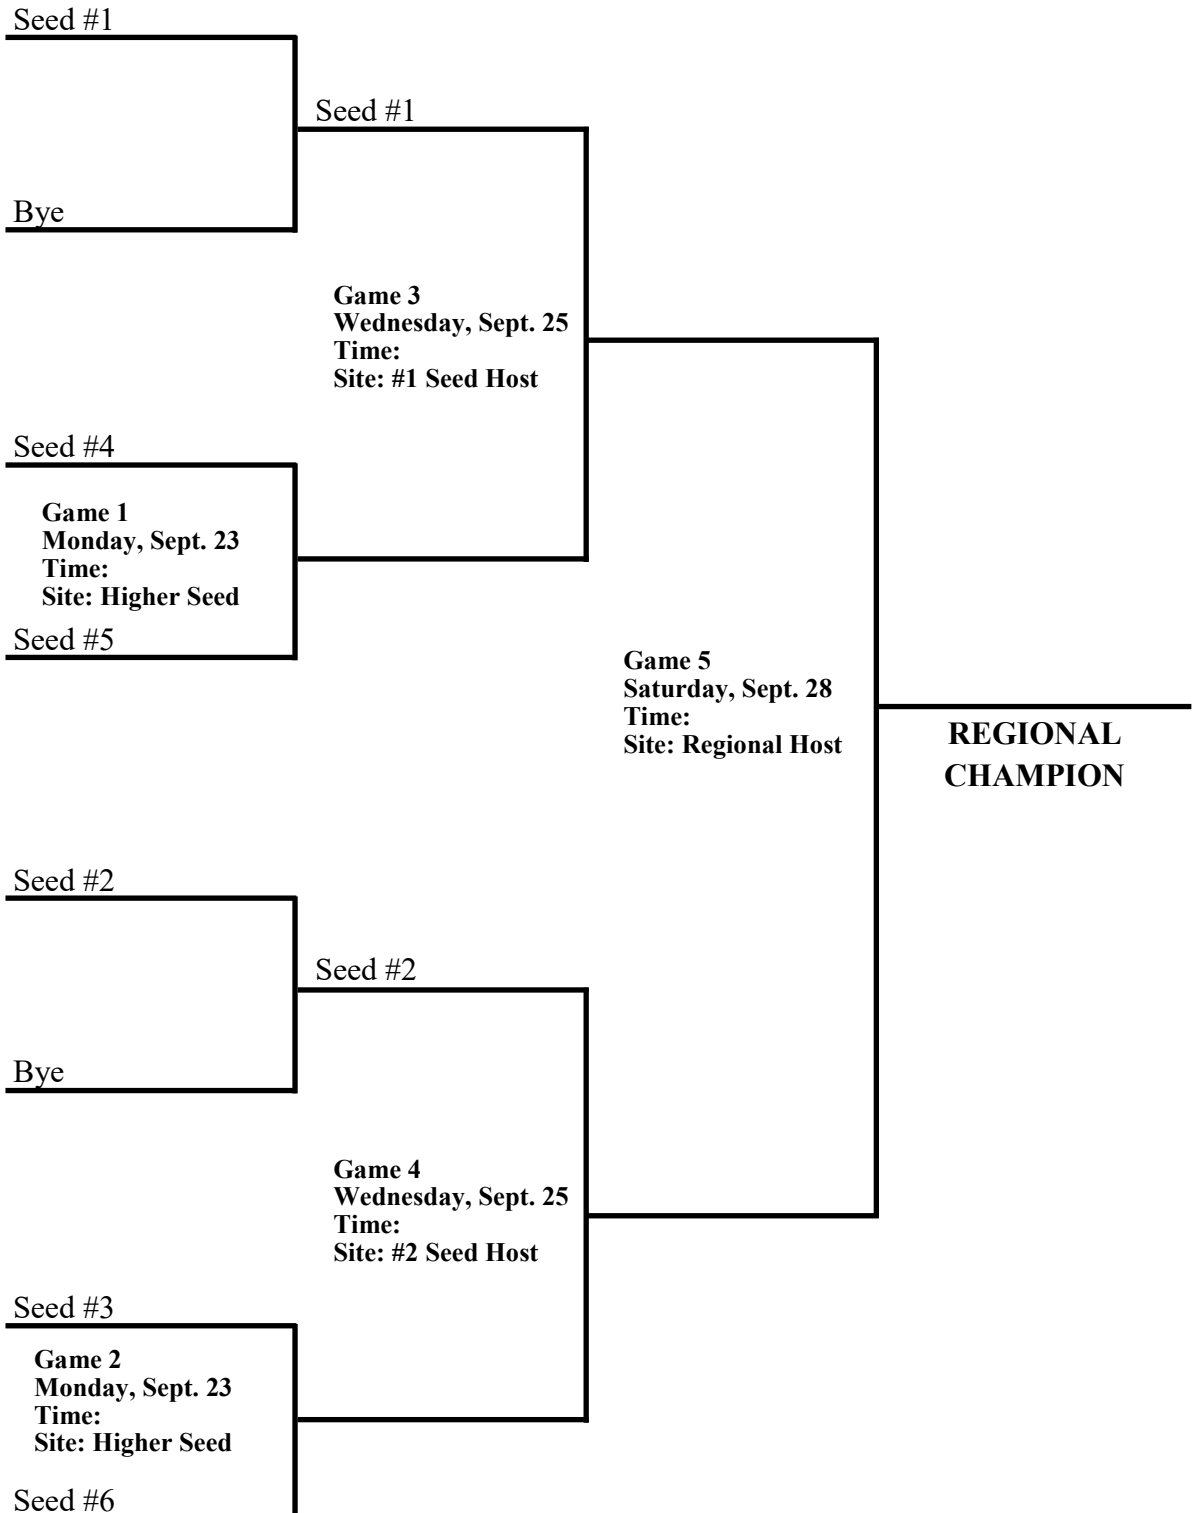 Seed #1
Seed #1
Bye
Game 3
Wednesday, Sept. 25
Time:
Site: #1 Seed Host
Seed #4
Game 1
Monday, Sept. 23
Time:
Site: Higher Seed
Seed #5
Game 5
Saturday, Sept. 28
Time:
Site: Regional Host
REGIONAL
CHAMPION
Seed #2
Seed #2
Bye
Game 4
Wednesday, Sept. 25
Time:
Site: #2 Seed Host
Seed #3
Game 2
Monday, Sept. 23
Time:
Site: Higher Seed
Seed #6